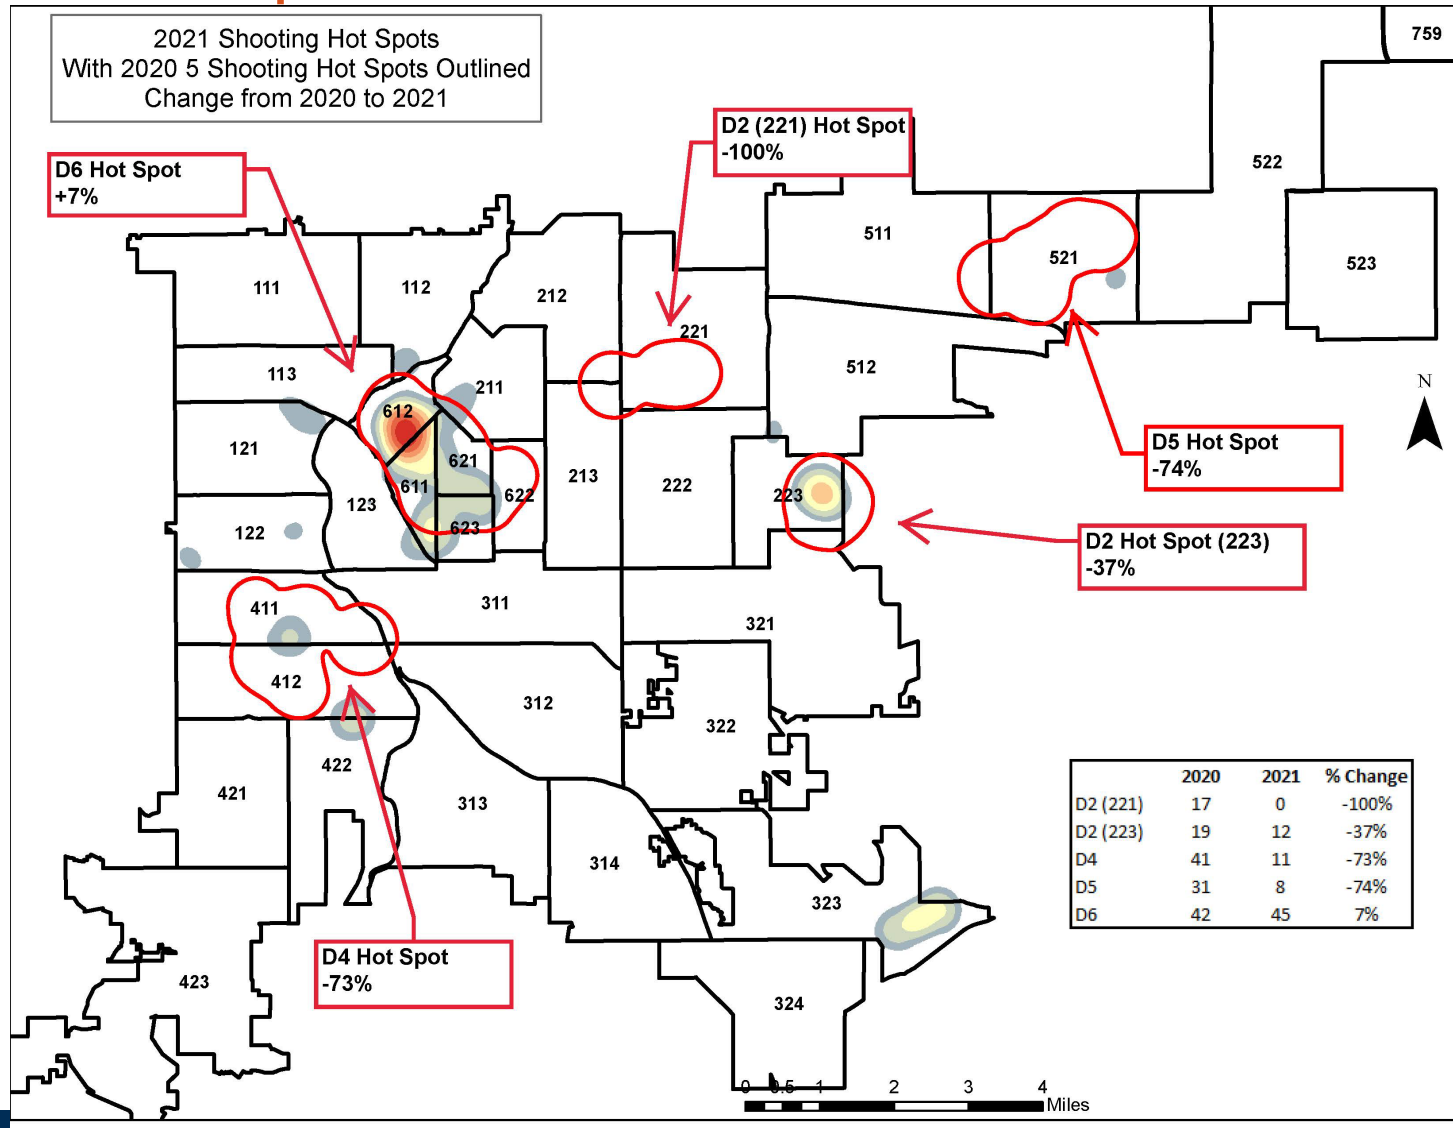 2021 Shooting Hot Spots
With 2020 5 Shooting Hot Spots Outlined
Change from 2020 to 2021
759
D2 (221) Hot Spot
-100%
D6 Hot Spot
+7%
522
511
521
523
111
112
212
221
113
211
512
N
612
121
621
213
222
223
D5 Hot Spot
-74%
611
622
123
623
122
D2 Hot Spot (223)
-37%
411
311
321
412
312
322
422
421
313
314
323
2020 2021 % Change
D2 (221) 17 0 -100%
D2 (223) 19 12 -37%
D4 41 11 -73%
D5 31 8 -74%
D6 42 45 7%
D4 Hot Spot
-73%
423
324
0 0.5 1 2 3 4
Miles